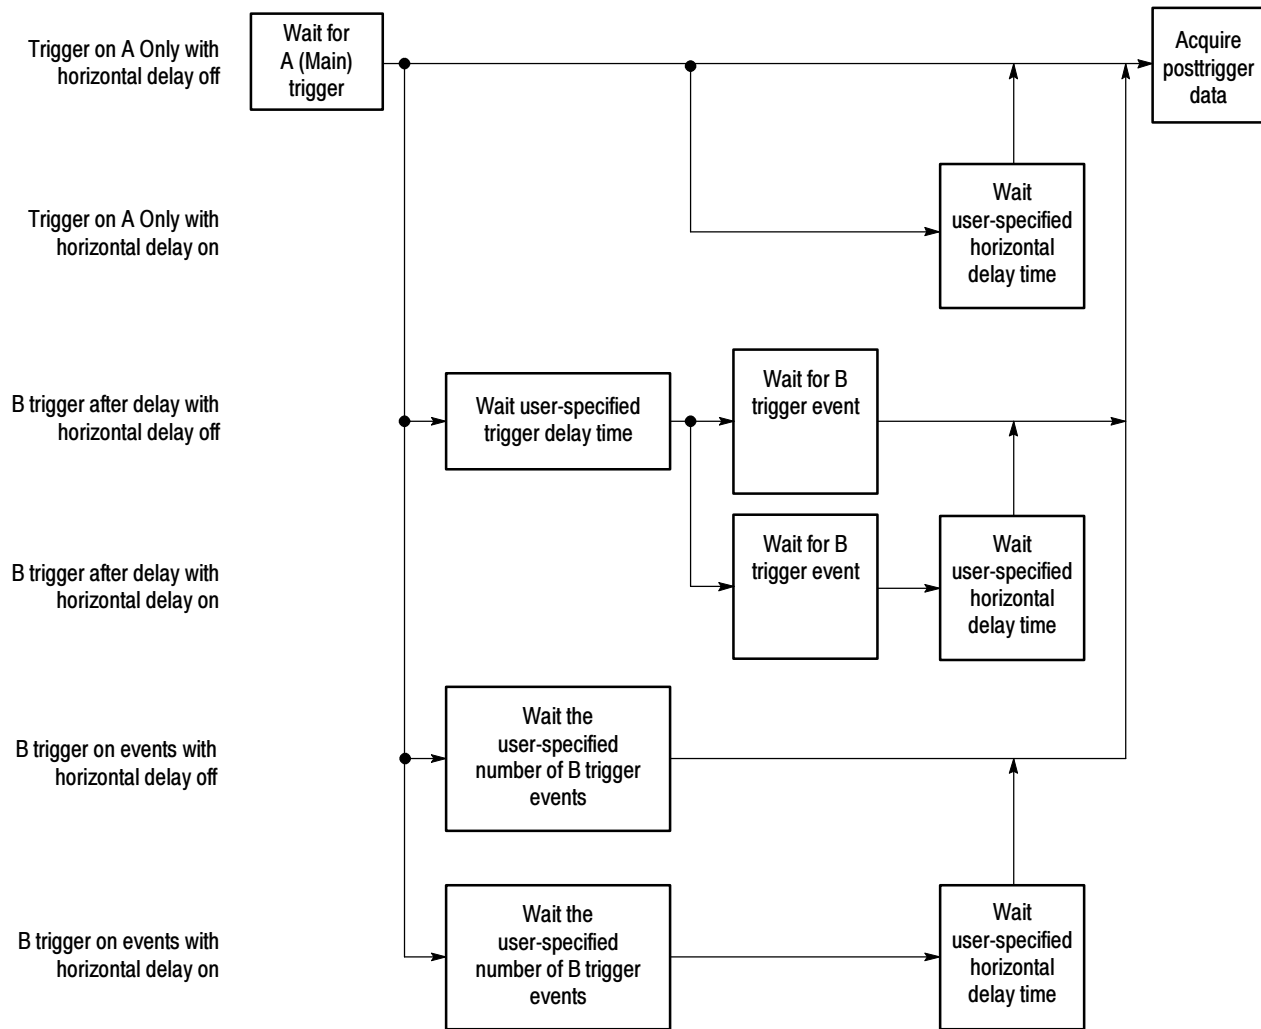 Trigger on A Only with
horizontal delay off
Wait for
A (Main)
trigger
Acquire
posttrigger
data
Trigger on A Only with
horizontal delay on
Wait
user-specified
horizontal
delay time
B trigger after delay with
horizontal delay off
Wait user-specified
trigger delay time
Wait for B
trigger event
B trigger after delay with
horizontal delay on
Wait for B
trigger event
Wait
user-specified
horizontal
delay time
B trigger on events with
horizontal delay off
Wait the
user-specified
number of B trigger
events
B trigger on events with
horizontal delay on
Wait the
user-specified
number of B trigger
events
Wait
user-specified
horizontal
delay time